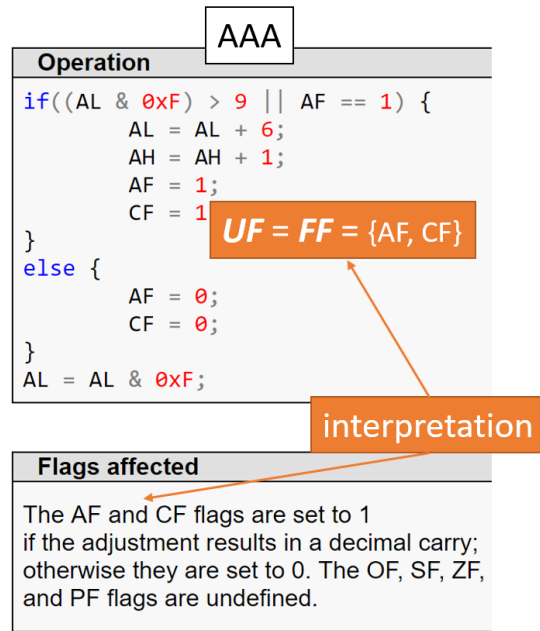 AAA
Operation
if((AL & 0xF) > 9 || AF == 1) {
AL = AL + 6;
AH = AH + 1;
AF = 1;
CF = 1
UF = FF = {AF, CF}
}
else {
AF = 0;
CF = 0;
}
AL = AL & 0xF;
interpretation
Flags affected
The AF and CF flags are set to 1
if the adjustment results in a decimal carry;
otherwise they are set to 0. The OF, SF, ZF,
and PF flags are undefined.